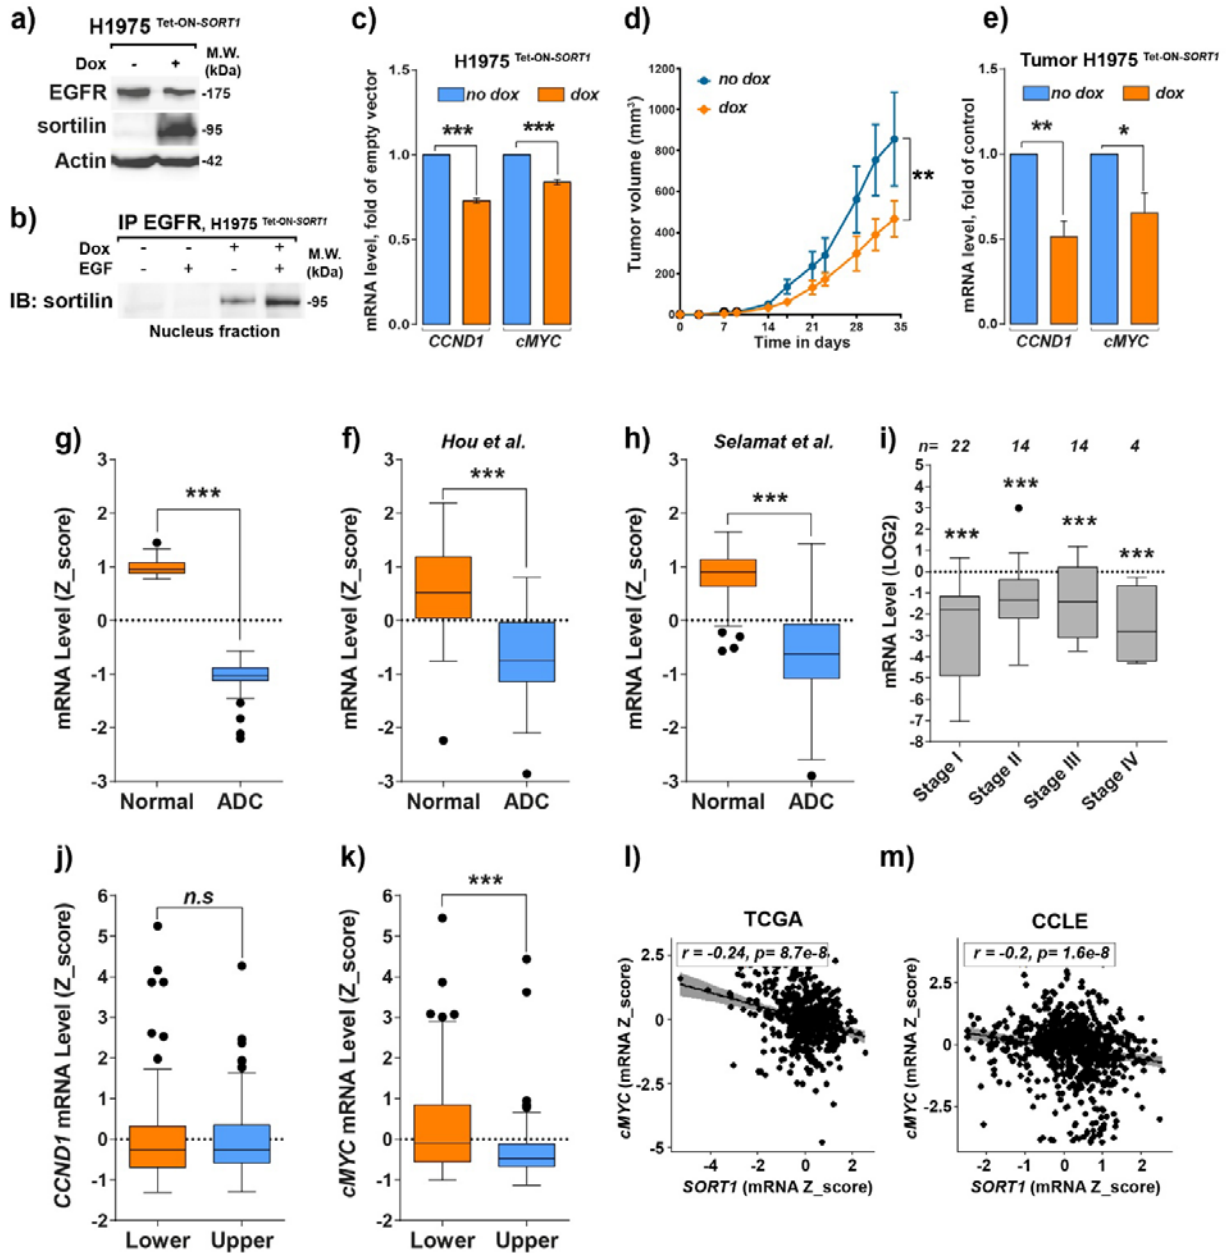 a)
H1975 Tet-ON-SORT1
Dox - + M.W. (kDa)
EGFR -175
sortilin -95
Actin -42
b)
IP EGFR, H1975 Tet-ON-SORT1
Dox - - + + M.W.
EGF - + - + (kDa)
IB: sortilin -95
Nucleus fraction
c)
H1975 Tet-ON-SORT1
no dox dox
mRNA level, fold of empty vector
1.5
1.0
0.5
0.0
*** ***
CCND1 cMYC
d)
no dox
dox
Tumor volume (mm³)
1200
1000
800
600
400
200
0
**
0 7 14 21 28 35
Time in days
e)
Tumor H1975 Tet-ON-SORT1
no dox dox
mRNA level, fold of control
1.5
1.0
0.5
0.0
** *
CCND1 cMYC
g)
mRNA Level (Z_score)
3
2
1
0
-1
-2
-3
***
Normal ADC
f)
Hou et al.
mRNA Level (Z_score)
3
2
1
0
-1
-2
-3
***
Normal ADC
h)
Selamat et al.
mRNA Level (Z_score)
3
2
1
0
-1
-2
-3
***
Normal ADC
i)
n= 22 14 14 4
mRNA Level (LOG2)
5
4
3
2
1
0
-1
-2
-3
-4
-5
-6
-7
-8
*** *** *** ***
Stage I Stage II Stage III Stage IV
j)
CCND1 mRNA Level (Z_score)
6
5
4
3
2
1
0
-1
-2
n.s
Lower Upper
k)
cMYC mRNA Level (Z_score)
6
5
4
3
2
1
0
-1
-2
***
Lower Upper
l)
TCGA
r = -0.24, p= 8.7e-8
cMYC (mRNA Z_score)
2.5
0
-2.5
-5
-4 -2 0 2
SORT1 (mRNA Z_score)
m)
CCLE
r = -0.2, p= 1.6e-8
cMYC (mRNA Z_score)
2.5
0
-2.5
-2 -1 0 1 2
SORT1 (mRNA Z_score)